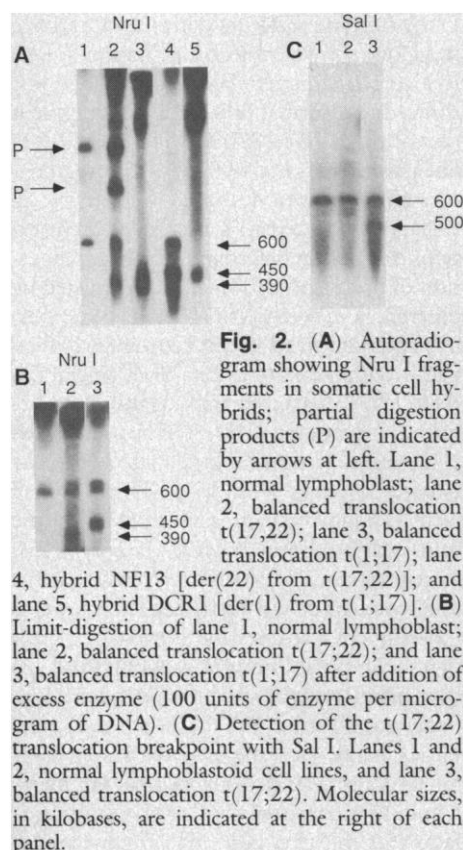 Nru I
A 1 2 3 4 5
P
P
600
450
390
Sal I
C 1 2 3
600
500
Nru I
B 1 2 3
600
450
390
Fig. 2. (A) Autoradio-
gram showing Nru I frag-
ments in somatic cell hy-
brids; partial digestion
products (P) are indicated
by arrows at left. Lane 1,
normal lymphoblast; lane
2, balanced translocation
t(17,22); lane 3, balanced
translocation t(1;17); lane
4, hybrid NF13 [der(22) from t(17;22)]; and
lane 5, hybrid DCR1 [der(1) from t(1;17)]. (B)
Limit-digestion of lane 1, normal lymphoblast;
lane 2, balanced translocation t(17;22); and lane
3, balanced translocation t(1;17) after addition of
excess enzyme (100 units of enzyme per micro-
gram of DNA). (C) Detection of the t(17;22)
translocation breakpoint with Sal I. Lanes 1 and
2, normal lymphoblastoid cell lines, and lane 3,
balanced translocation t(17;22). Molecular sizes,
in kilobases, are indicated at the right of each
panel.